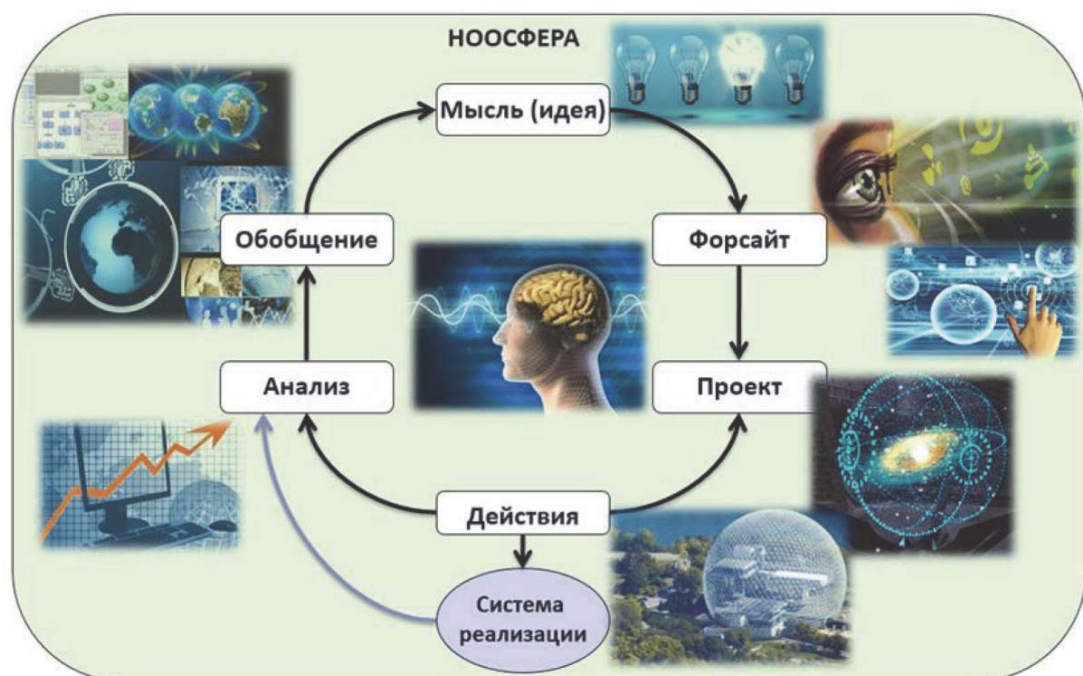 НООСФЕРА
Мысль (идея)
Обобщение
Форсайт
Анализ
Проект
Действия
Система
реализации